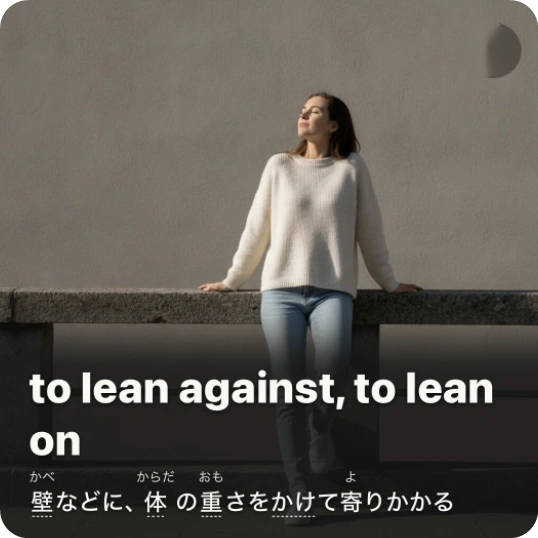 to lean against, to lean
on
かべ からだ おも よ
壁などに、体の重さをかけて寄りかかる